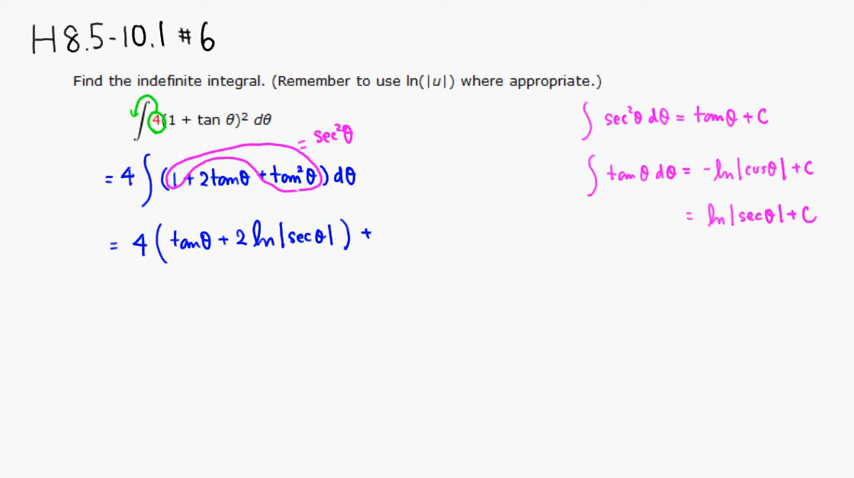 H8.5-10.1 #6
Find the indefinite integral. (Remember to use ln(|u|) where appropriate.)
∫ 4(1 + tan θ)² dθ
= sec²θ
= 4 ∫ (1 + 2tanθ + tan²θ) dθ
= 4 (tanθ + 2 ln|secθ|) +
∫ sec²θ dθ = tanθ + C
∫ tanθ dθ = -ln|cosθ| + C
= ln|secθ| + C